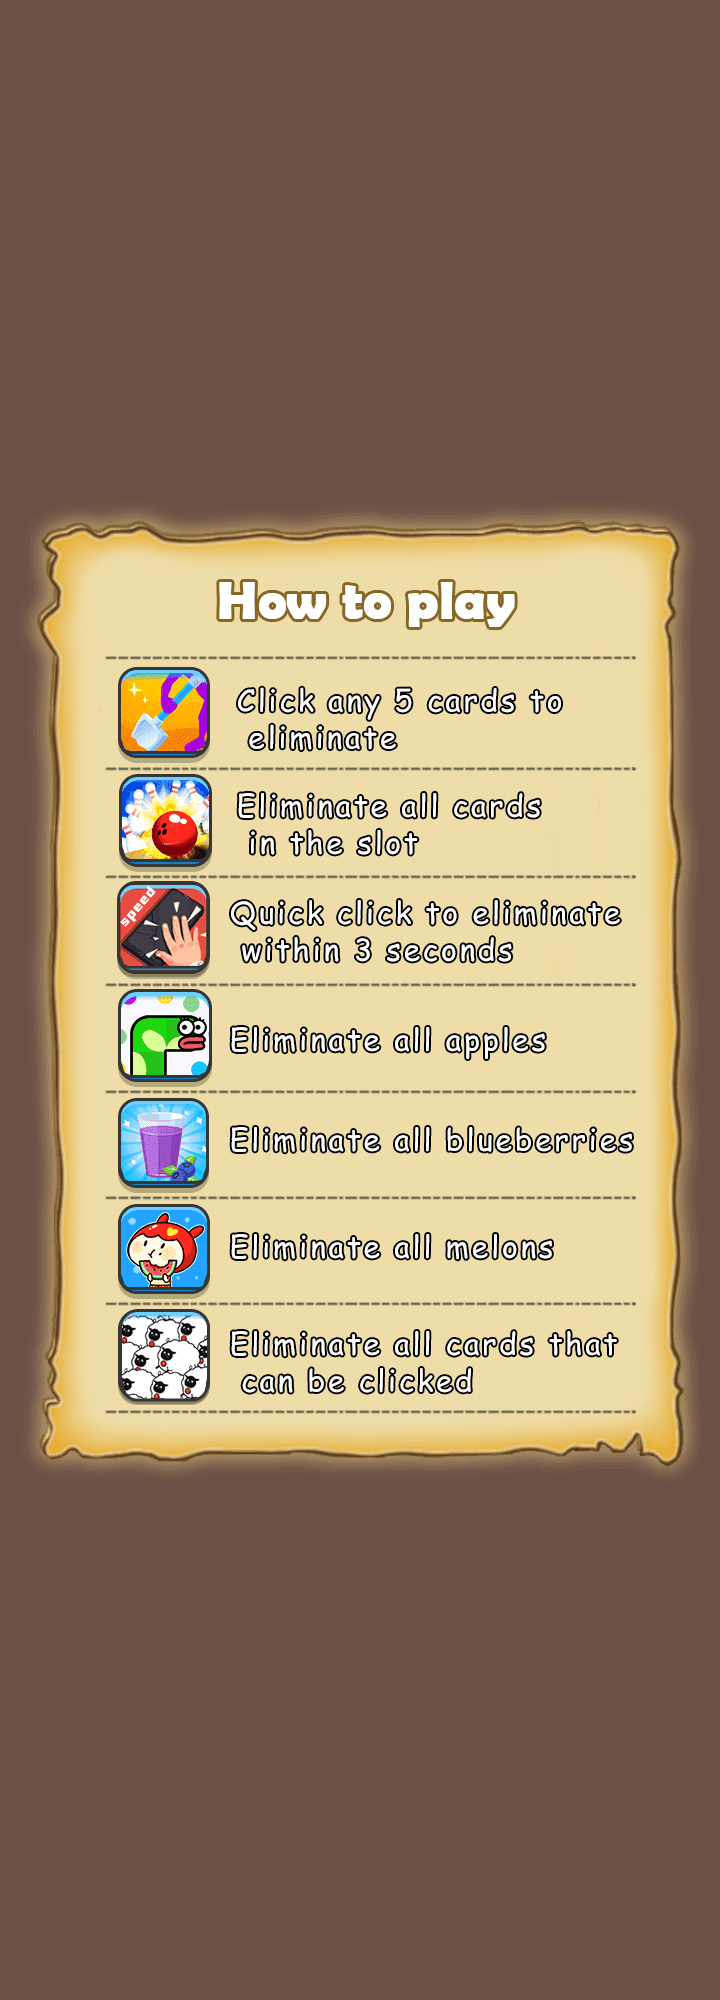 How to play
Click any 5 cards to
eliminate
Eliminate all cards
in the slot
speed
Quick click to eliminate
within 3 seconds
Eliminate all apples
Eliminate all blueberries
Eliminate all melons
Eliminate all cards that
can be clicked